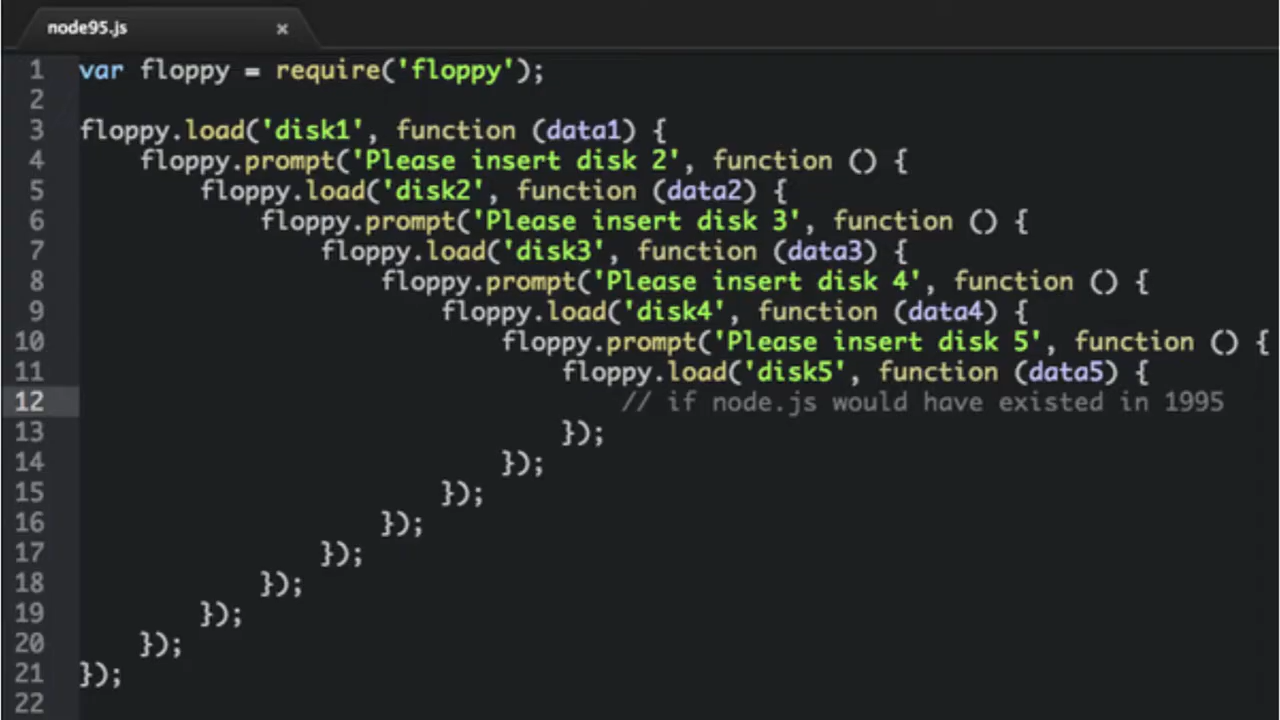 node95.js ×
1 var floppy = require('floppy');
2
3 floppy.load('disk1', function (data1) {
4     floppy.prompt('Please insert disk 2', function () {
5         floppy.load('disk2', function (data2) {
6             floppy.prompt('Please insert disk 3', function () {
7                 floppy.load('disk3', function (data3) {
8                     floppy.prompt('Please insert disk 4', function () {
9                         floppy.load('disk4', function (data4) {
10                             floppy.prompt('Please insert disk 5', function () {
11                                 floppy.load('disk5', function (data5) {
12                                     // if node.js would have existed in 1995
13                                 });
14                             });
15                         });
16                     });
17                 });
18             });
19         });
20     });
21 });
22